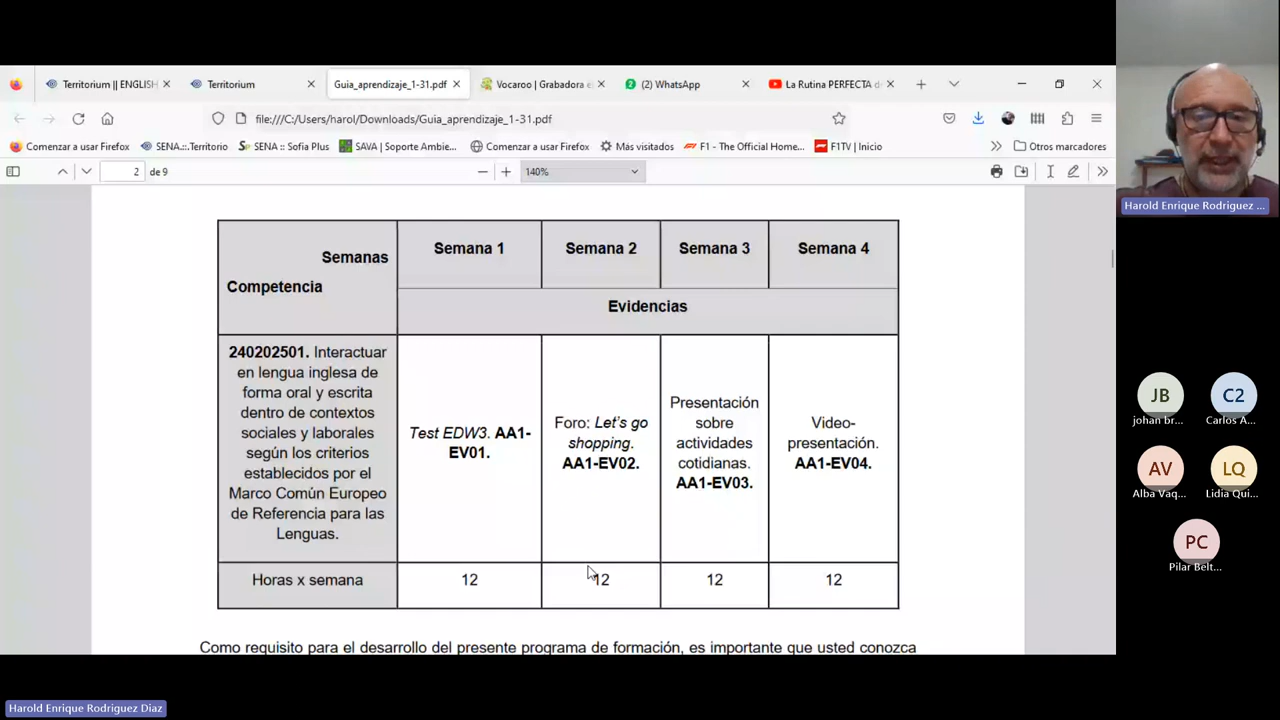 Territorium || ENGLISH
Territorium
Guia_aprendizaje_1-31.pdf
Vocaroo | Grabadora
(2) WhatsApp
La Rutina PERFECTA d
file:///C:/Users/harol/Downloads/Guia_aprendizaje_1-31.pdf
Comenzar a usar Firefox
SENA.::.Territorio
SENA :: Sofia Plus
SAVA | Soporte Ambie...
Comenzar a usar Firefox
Más visitados
F1 - The Official Home...
F1TV | Inicio
Otros marcadores
2 de 9
140%
Semanas
Competencia
Semana 1
Semana 2
Semana 3
Semana 4
Evidencias
240202501. Interactuar
en lengua inglesa de
forma oral y escrita
dentro de contextos
sociales y laborales
según los criterios
establecidos por el
Marco Común Europeo
de Referencia para las
Lenguas.
Test EDW3. AA1-
EV01.
Foro: Let's go
shopping.
AA1-EV02.
Presentación
sobre
actividades
cotidianas.
AA1-EV03.
Video-
presentación.
AA1-EV04.
Horas x semana
12
12
12
12
Como requisito para el desarrollo del presente programa de formación, es importante que usted conozca
Harold Enrique Rodriguez ...
JB
johan br...
C2
Carlos A...
AV
Alba Vaq...
LQ
Lidia Qui...
PC
Pilar Belt...
Harold Enrique Rodriguez Diaz